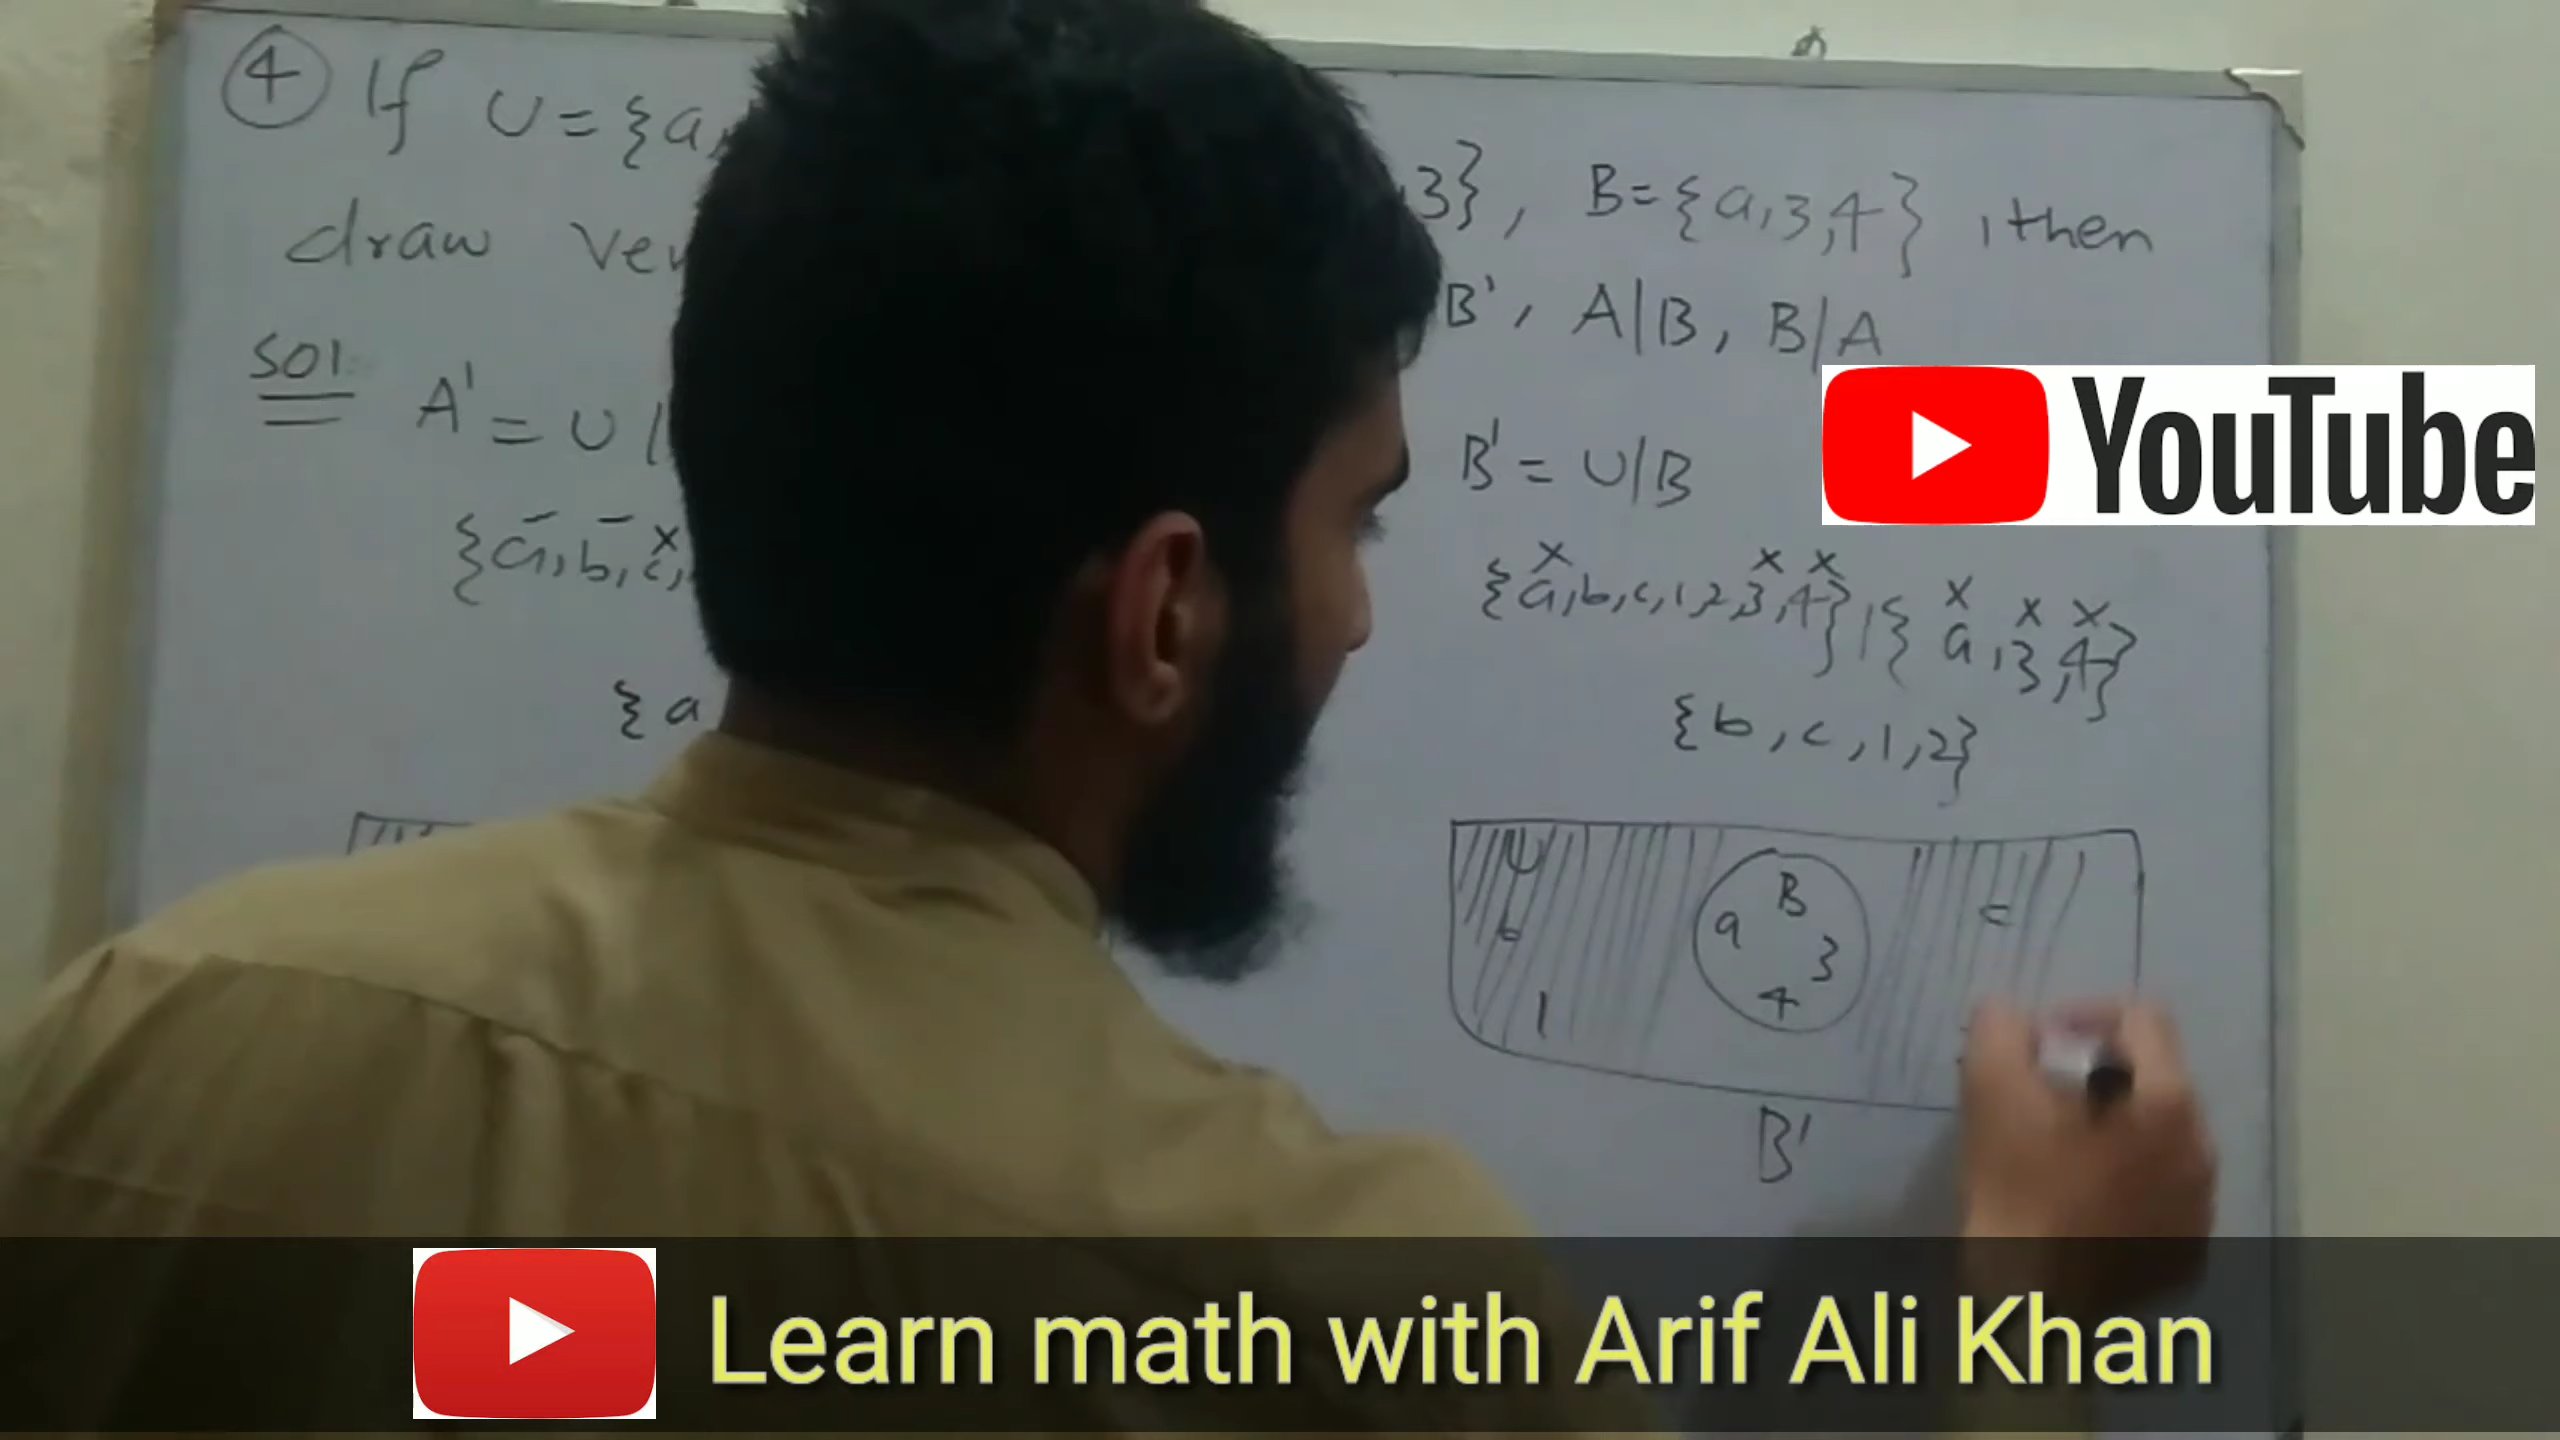 ④ If U={a,
3}, B={a,3,4} ,then
draw
B', A|B, B|A
Sol:
A' = U |
B' = U|B
{a,b,c,
{a,b,c,1,2,3,4}|{a,3,4}
{a
{b,c,1,2}
U
B
a
3
4
b
c
1
B'
YouTube
Learn math with Arif Ali Khan